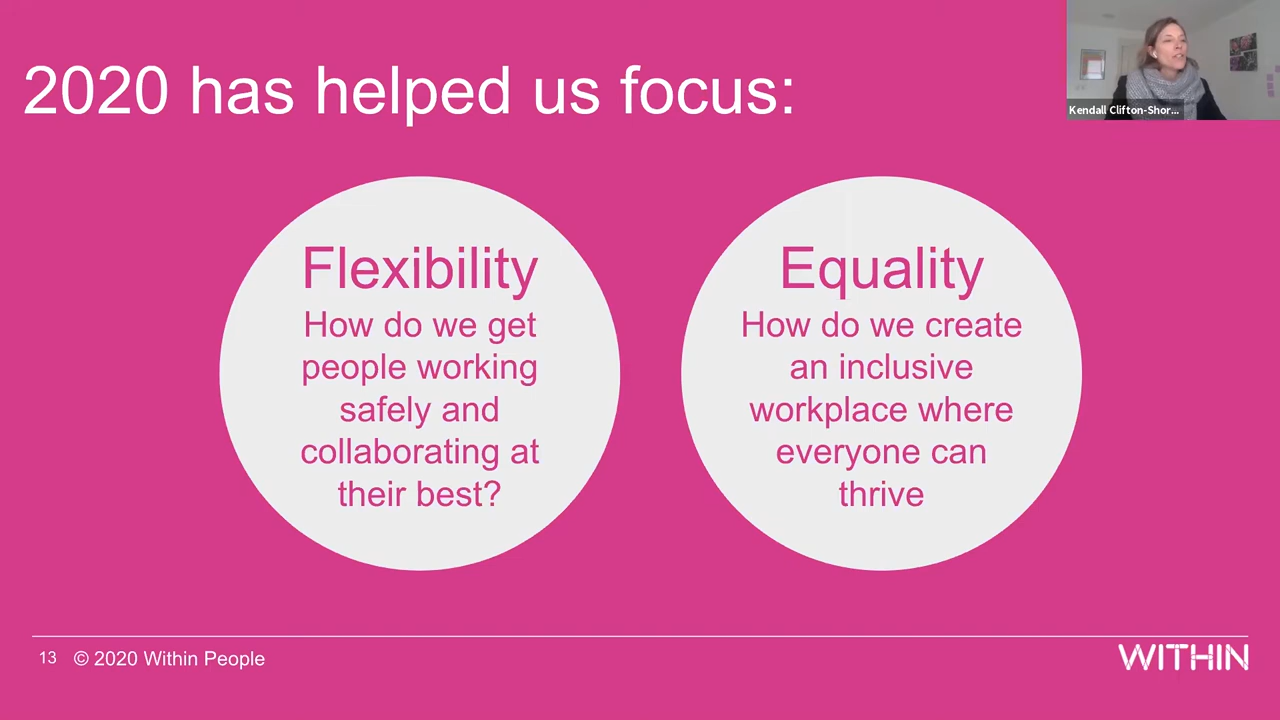 2020 has helped us focus:
Kendall Clifton-Shor...
Flexibility
How do we get
people working
safely and
collaborating at
their best?
Equality
How do we create
an inclusive
workplace where
everyone can
thrive
13 © 2020 Within People
WITHIN